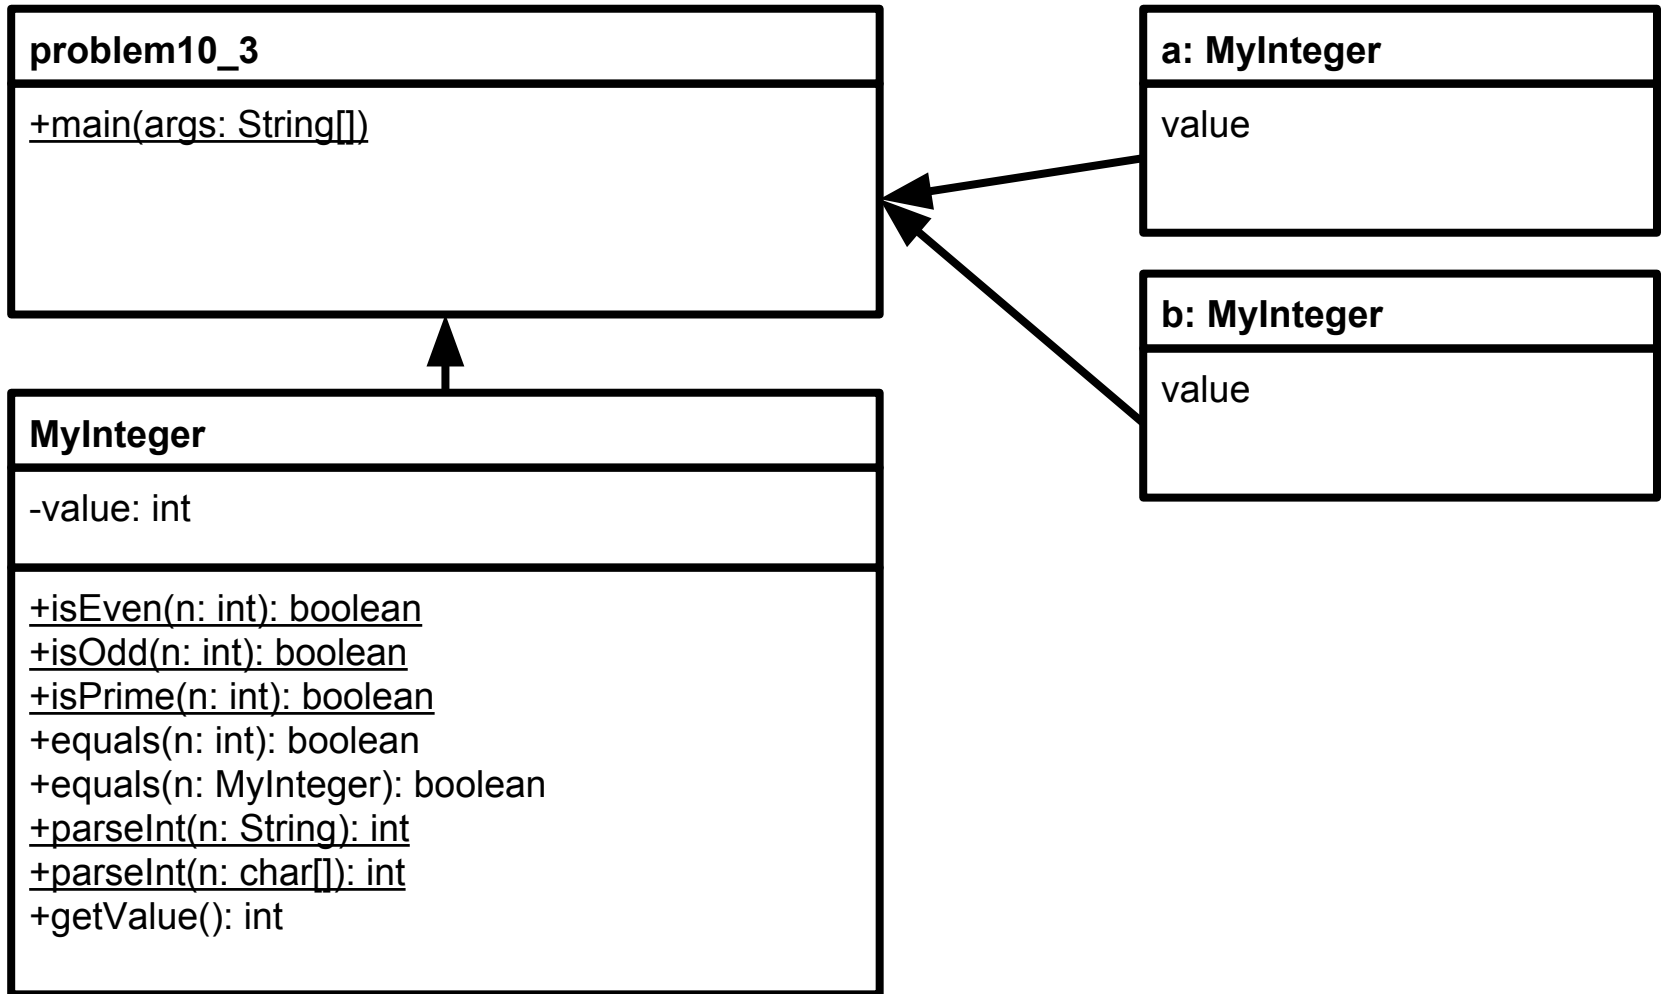 problem10_3
+main(args: String[])
a: MyInteger
value
b: MyInteger
value
MyInteger
-value: int
+isEven(n: int): boolean
+isOdd(n: int): boolean
+isPrime(n: int): boolean
+equals(n: int): boolean
+equals(n: MyInteger): boolean
+parseInt(n: String): int
+parseInt(n: char[]): int
+getValue(): int